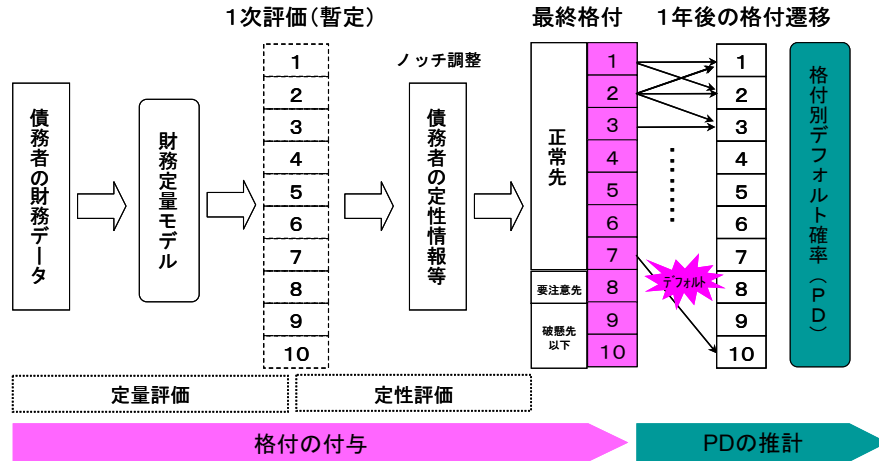 1次評価(暫定)
最終格付
1年後の格付遷移
債務者の財務データ
財務定量モデル
1
2
3
4
5
6
7
8
9
10
ノッチ調整
債務者の定性情報等
正常先
要注意先
破懸先
以下
1
2
3
4
5
6
7
8
9
10
デフォルト
1
2
3
4
5
6
7
8
9
10
格付別デフォルト確率(PD)
定量評価
定性評価
格付の付与
PDの推計